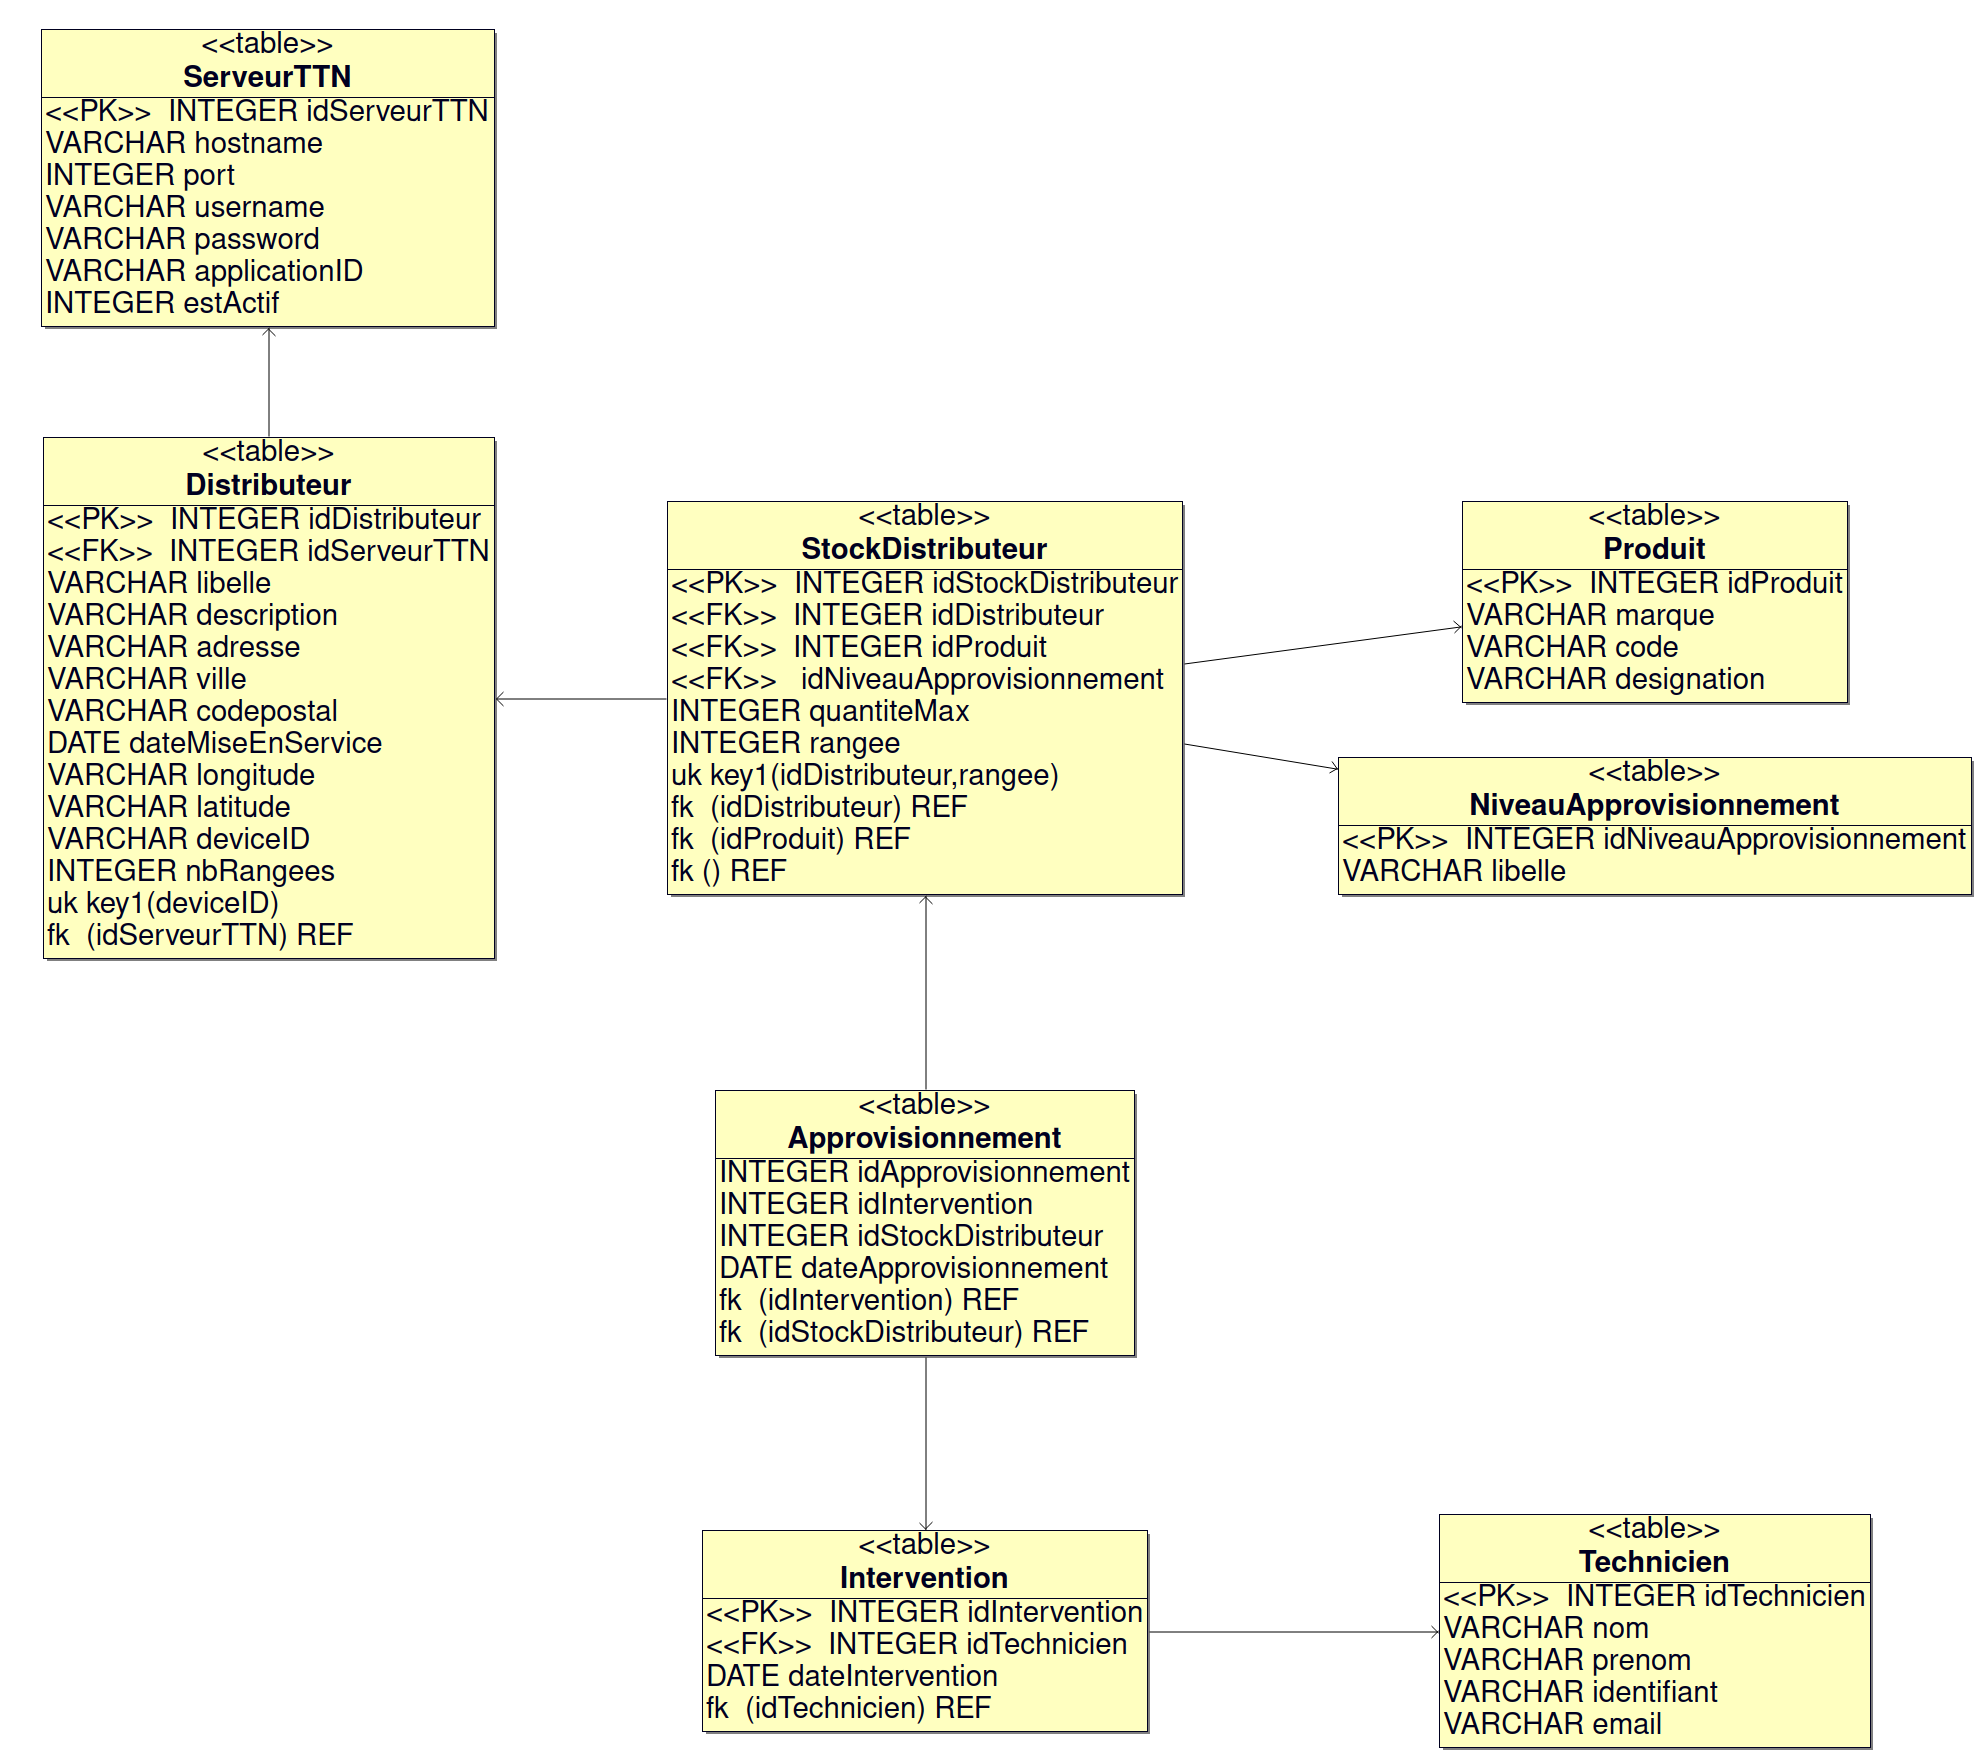 <<table>>
ServeurTTN
<<PK>> INTEGER idServeurTTN
VARCHAR hostname
INTEGER port
VARCHAR username
VARCHAR password
VARCHAR applicationID
INTEGER estActif
<<table>>
Distributeur
<<PK>> INTEGER idDistributeur
<<FK>> INTEGER idServeurTTN
VARCHAR libelle
VARCHAR description
VARCHAR adresse
VARCHAR ville
VARCHAR codepostal
DATE dateMiseEnService
VARCHAR longitude
VARCHAR latitude
VARCHAR deviceID
INTEGER nbRangees
uk key1(deviceID)
fk (idServeurTTN) REF
<<table>>
StockDistributeur
<<PK>> INTEGER idStockDistributeur
<<FK>> INTEGER idDistributeur
<<FK>> INTEGER idProduit
<<FK>> idNiveauApprovisionnement
INTEGER quantiteMax
INTEGER rangee
uk key1(idDistributeur,rangee)
fk (idDistributeur) REF
fk (idProduit) REF
fk () REF
<<table>>
Produit
<<PK>> INTEGER idProduit
VARCHAR marque
VARCHAR code
VARCHAR designation
<<table>>
NiveauApprovisionnement
<<PK>> INTEGER idNiveauApprovisionnement
VARCHAR libelle
<<table>>
Approvisionnement
INTEGER idApprovisionnement
INTEGER idIntervention
INTEGER idStockDistributeur
DATE dateApprovisionnement
fk (idIntervention) REF
fk (idStockDistributeur) REF
<<table>>
Intervention
<<PK>> INTEGER idIntervention
<<FK>> INTEGER idTechnicien
DATE dateIntervention
fk (idTechnicien) REF
<<table>>
Technicien
<<PK>> INTEGER idTechnicien
VARCHAR nom
VARCHAR prenom
VARCHAR identifiant
VARCHAR email